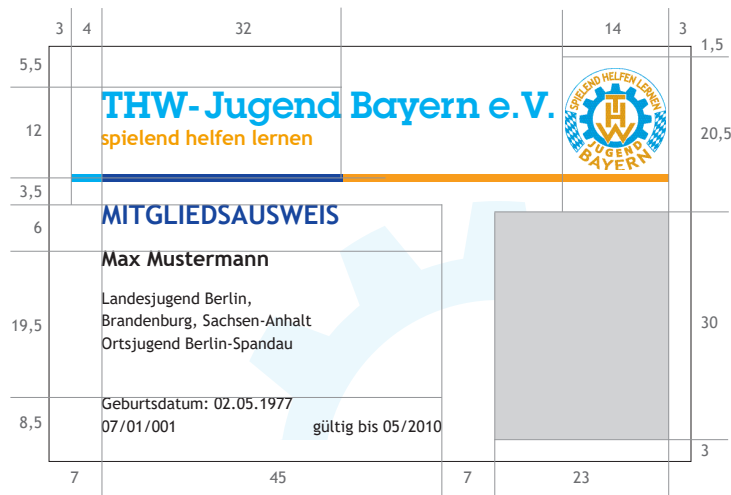 3 4 32 14 3
1,5
5,5
THW-Jugend Bayern e.V.
spielend helfen lernen
SPIELEND HELFEN LERNEN
THW
JUGEND
BAYERN
12
20,5
3,5
6
MITGLIEDSAUSWEIS
Max Mustermann
Landesjugend Berlin,
Brandenburg, Sachsen-Anhalt
Ortsjugend Berlin-Spandau
19,5
30
Geburtsdatum: 02.05.1977
07/01/001 gültig bis 05/2010
8,5
3
7 45 7 23